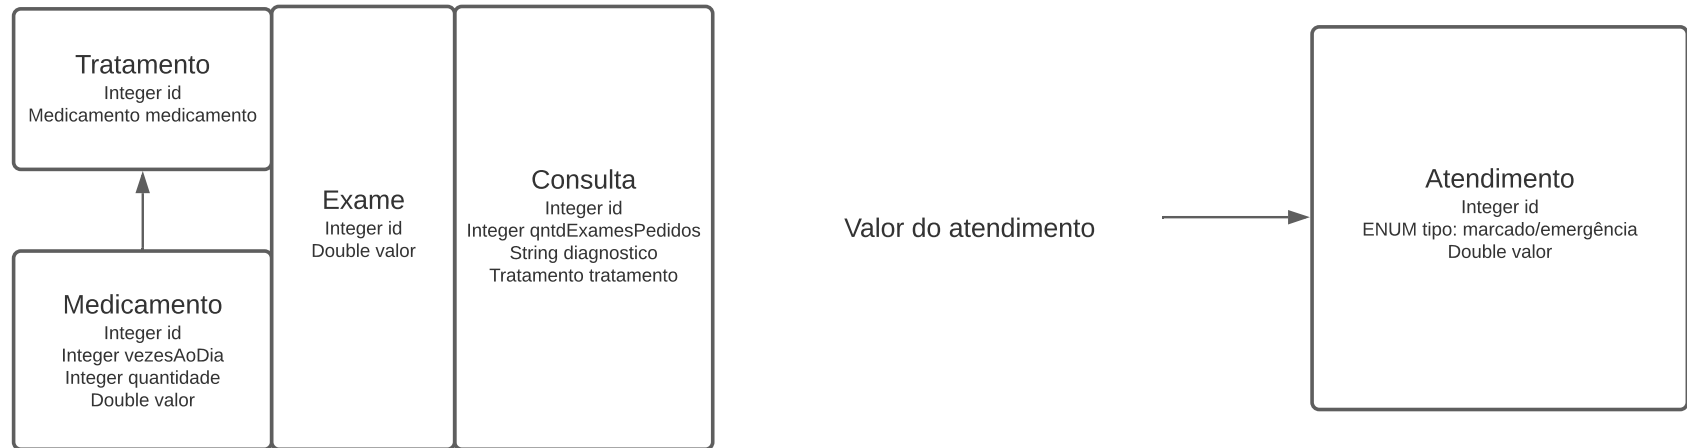 Tratamento
Integer id
Medicamento medicamento
Medicamento
Integer id
Integer vezesAoDia
Integer quantidade
Double valor
Exame
Integer id
Double valor
Consulta
Integer id
Integer qntdExamesPedidos
String diagnostico
Tratamento tratamento
Valor do atendimento
Atendimento
Integer id
ENUM tipo: marcado/emergência
Double valor